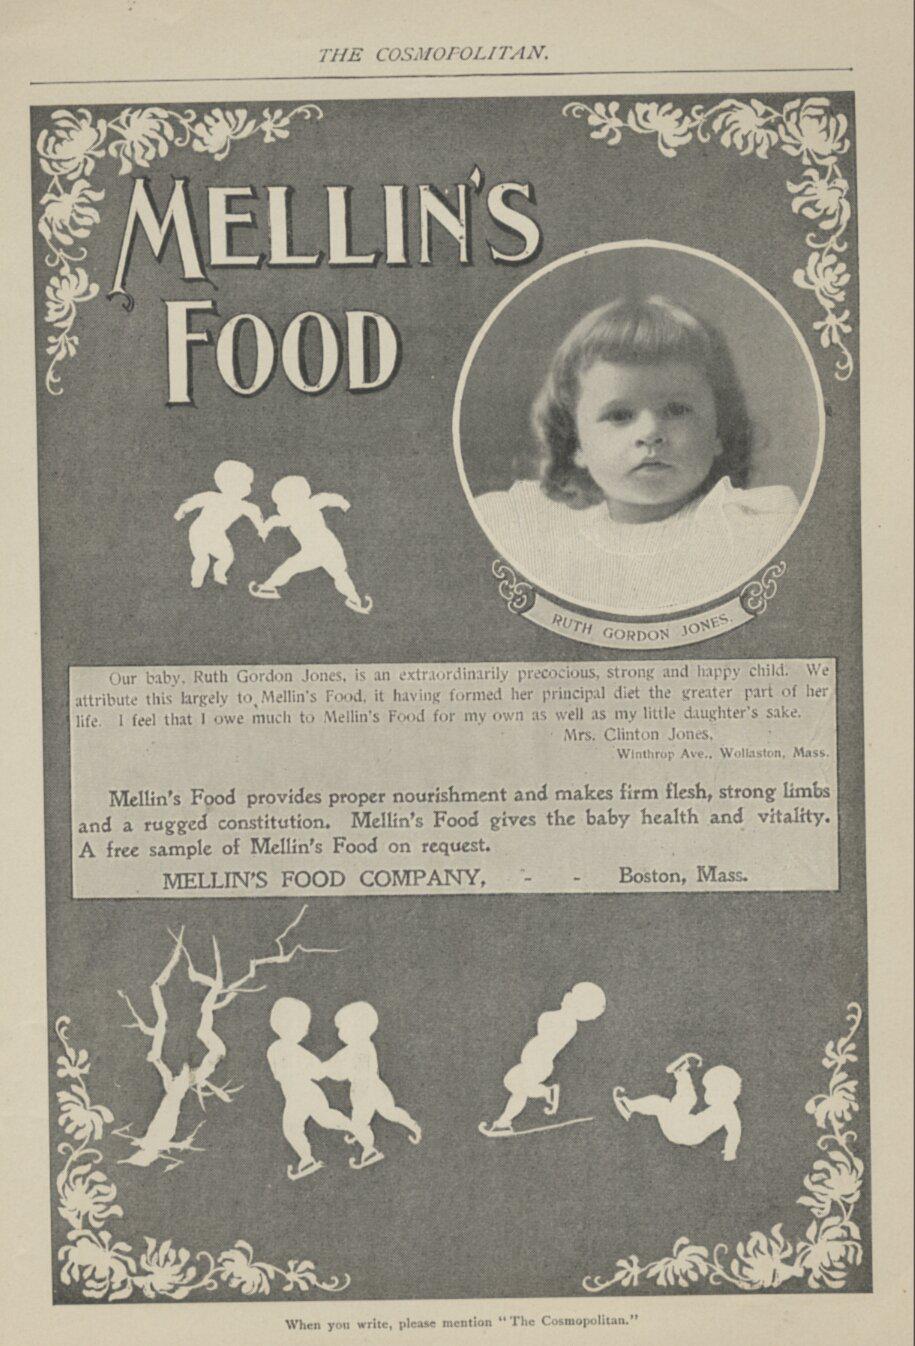 THE COSMOPOLITAN.
MELLIN'S
FOOD
RUTH GORDON JONES.
Our baby, Ruth Gordon Jones, is an extraordinarily precocious, strong and happy child. We
attribute this largely to Mellin's Food, it having formed her principal diet the greater part of her
life. I feel that I owe much to Mellin's Food for my own as well as my little daughter's sake.
Mrs. Clinton Jones,
Winthrop Ave., Wollaston, Mass.
Mellin's Food provides proper nourishment and makes firm flesh, strong limbs
and a rugged constitution. Mellin's Food gives the baby health and vitality.
A free sample of Mellin's Food on request.
MELLIN'S FOOD COMPANY, - - Boston, Mass.
When you write, please mention "The Cosmopolitan."